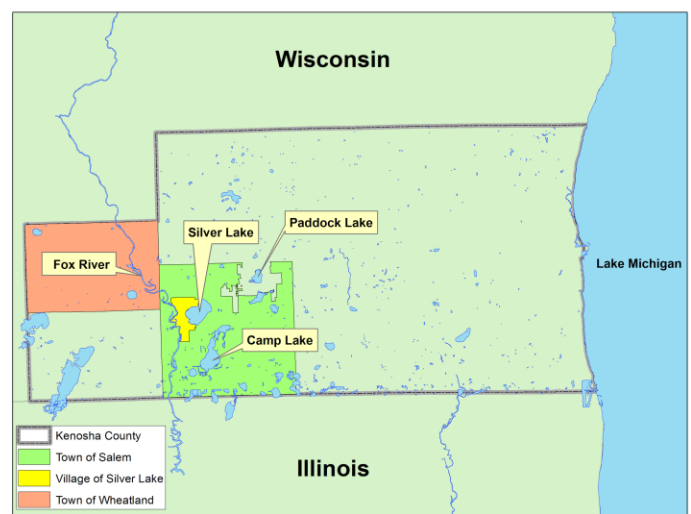 Wisconsin
Paddock Lake
Silver Lake
Fox River
Lake Michigan
Camp Lake
Kenosha County
Town of Salem
Village of Silver Lake
Town of Wheatland
Illinois